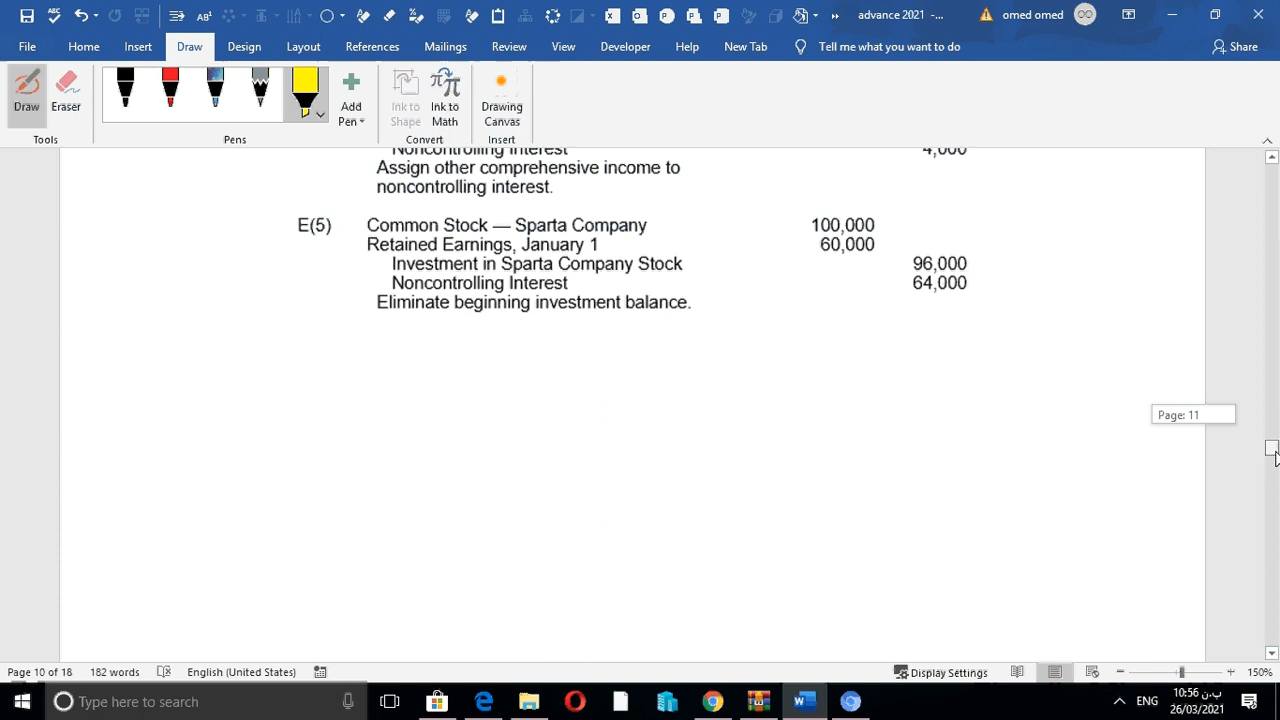 advance 2021 -...
omed omed
File Home Insert Draw Design Layout References Mailings Review View Developer Help New Tab Tell me what you want to do Share
Draw Eraser Add Pen Ink to Shape Ink to Math Drawing Canvas
Tools Pens Convert Insert
Noncontrolling Interest 4,000
Assign other comprehensive income to
noncontrolling interest.
E(5) Common Stock — Sparta Company 100,000
Retained Earnings, January 1 60,000
Investment in Sparta Company Stock 96,000
Noncontrolling Interest 64,000
Eliminate beginning investment balance.
Page: 11
Page 10 of 18 182 words English (United States) Display Settings 150%
Type here to search ENG 10:56 ب.ن
26/03/2021